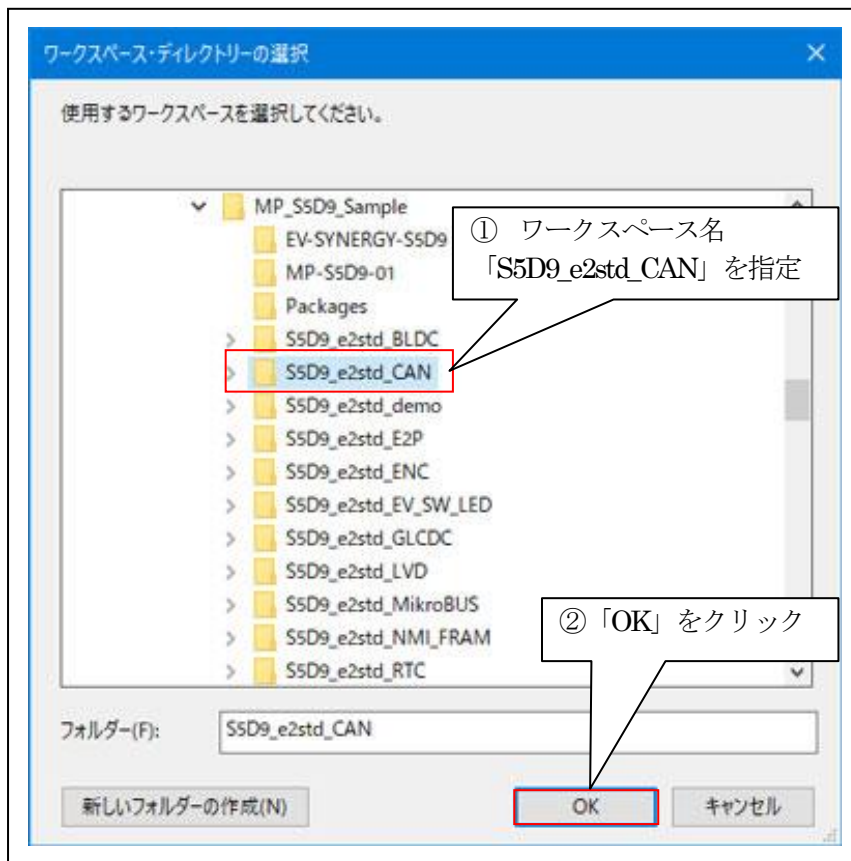 ワークスペース・ディレクトリーの選択
使用するワークスペースを選択してください。
MP_S5D9_Sample
EV-SYNERGY-S5D9
MP-S5D9-01
Packages
S5D9_e2std_BLDC
S5D9_e2std_CAN
S5D9_e2std_demo
S5D9_e2std_E2P
S5D9_e2std_ENC
S5D9_e2std_EV_SW_LED
S5D9_e2std_GLCDC
S5D9_e2std_LVD
S5D9_e2std_MikroBUS
S5D9_e2std_NMI_FRAM
S5D9_e2std_RTC
① ワークスペース名
「S5D9_e2std_CAN」を指定
②「OK」をクリック
フォルダー(F): S5D9_e2std_CAN
新しいフォルダーの作成(N) OK キャンセル